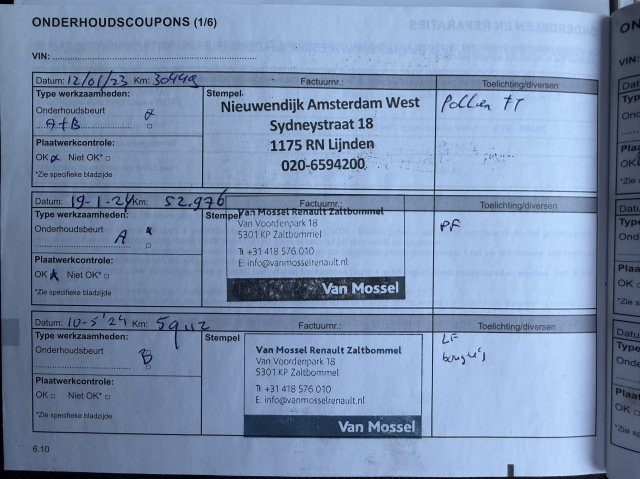 ONDERHOUDSCOUPONS (1/6)
VIN:
Datum: 12/01/23 Km: 30449 Factuurnr.: Toelichting/diversen
Type werkzaamheden: Stempel
Nieuwendijk Amsterdam West
Sydneystraat 18
1175 RN Lijnden
020-6594200
Pollen FT
Onderhoudsbeurt
A+B
Plaatwerkcontrole:
OK Niet OK*
*Zie specifieke bladzijde
Datum: 19-1-24 Km: 52.976 Factuurnr.: Toelichting/diversen
Type werkzaamheden: Stempel
Van Mossel Renault Zaltbommel
Van Voordenpark 18
5301 KP Zaltbommel
T: +31 418 576 010
E: info@vanmosselrenault.nl
Van Mossel
PF
Onderhoudsbeurt
A
Plaatwerkcontrole:
OK Niet OK*
*Zie specifieke bladzijde
Datum: 10-5-'24 Km: Factuurnr.: Toelichting/diversen
Type werkzaamheden: Stempel
Van Mossel Renault Zaltbommel
Van Voordenpark 18
5301 KP Zaltbommel
T: +31 418 576 010
E: info@vanmosselrenault.nl
Van Mossel
LF
bougie's
Onderhoudsbeurt
B
Plaatwerkcontrole:
OK Niet OK*
*Zie specifieke bladzijde
6.10